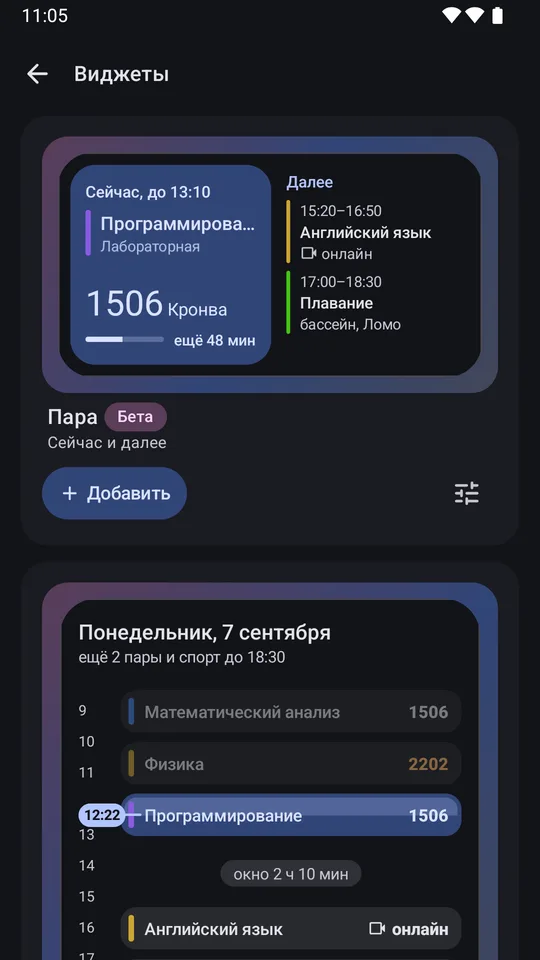 11:05
Виджеты
Сейчас, до 13:10
Программирова...
Лабораторная
1506 Кронва
ещё 48 мин
Далее
15:20–16:50
Английский язык
онлайн
17:00–18:30
Плавание
бассейн, Ломо
Пара Бета
Сейчас и далее
+ Добавить
Понедельник, 7 сентября
ещё 2 пары и спорт до 18:30
9 Математический анализ 1506
10
Физика 2202
11
12:22 Программирование 1506
13
14 окно 2 ч 10 мин
15
16 Английский язык онлайн
17